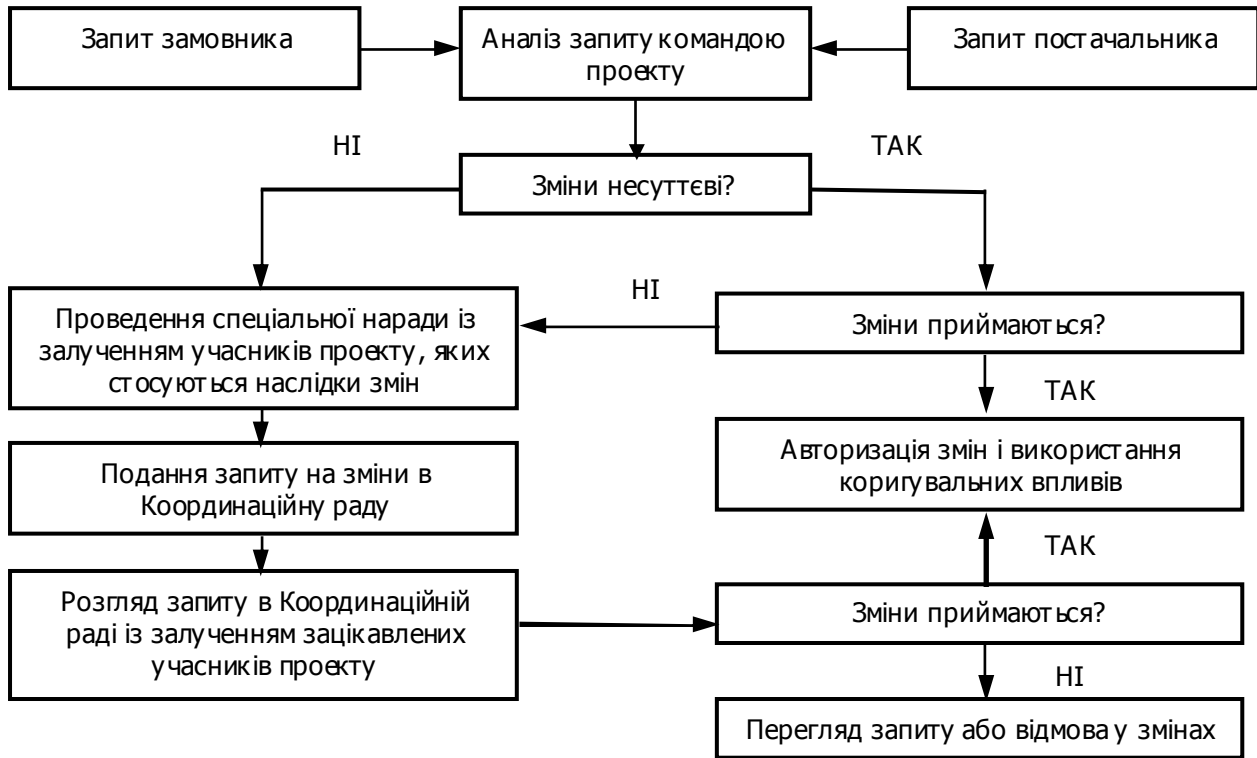 Запит замовника
Аналіз запиту командою
проекту
Запит постачальника
НІ
ТАК
Зміни несуттєві?
НІ
Проведення спеціальної наради із
залученням учасників проекту, яких
стосуються наслідки змін
Зміни приймаються?
ТАК
Подання запиту на зміни в
Координаційну раду
Авторизація змін і використання
коригувальних впливів
ТАК
Розгляд запиту в Координаційній
раді із залученням зацікавлених
учасників проекту
Зміни приймаються?
НІ
Перегляд запиту або відмова у змінах